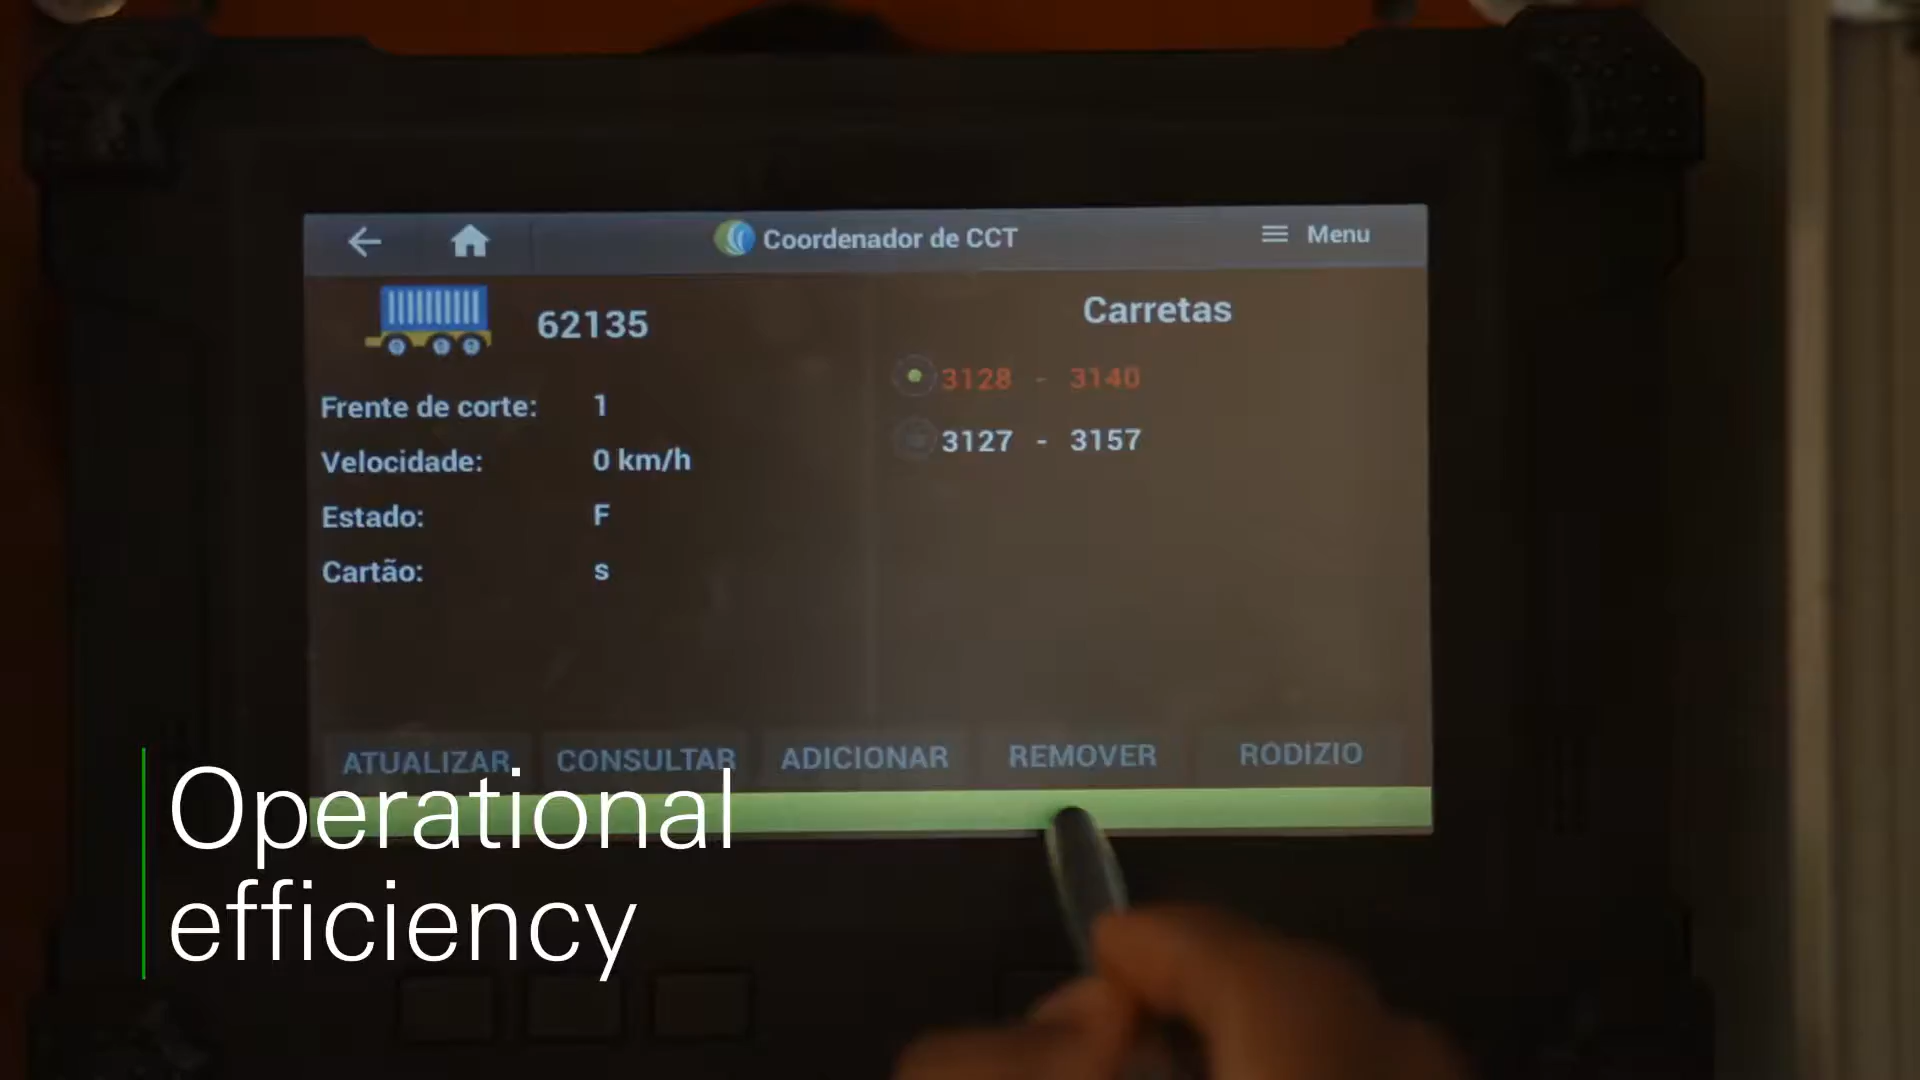 Coordenador de CCT
Menu
62135
Carretas
3128 - 3140
3127 - 3157
Frente de corte: 1
Velocidade: 0 km/h
Estado: F
Cartão: s
ATUALIZAR CONSULTAR ADICIONAR REMOVER RODIZIO
Operational
efficiency